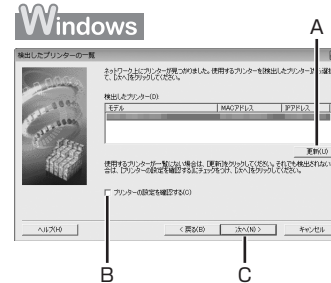 Windows
A
検出したプリンターの一覧
ネットワーク上にプリンターが見つかりました。使用するプリンターを[検出したプリンター]から選択
して、[次へ]をクリックしてください。
検出したプリンター(D)
モデル MACアドレス IPアドレス
更新(U)
使用するプリンターが一覧にない場合は、[更新]をクリックしてください。それでも検出されない
合は、[プリンターの設定を確認する]にチェックをつけ、[次へ]をクリックしてください。
プリンターの設定を確認する(O)
ヘルプ(H) < 戻る(B) 次へ(N) > キャンセル
B C